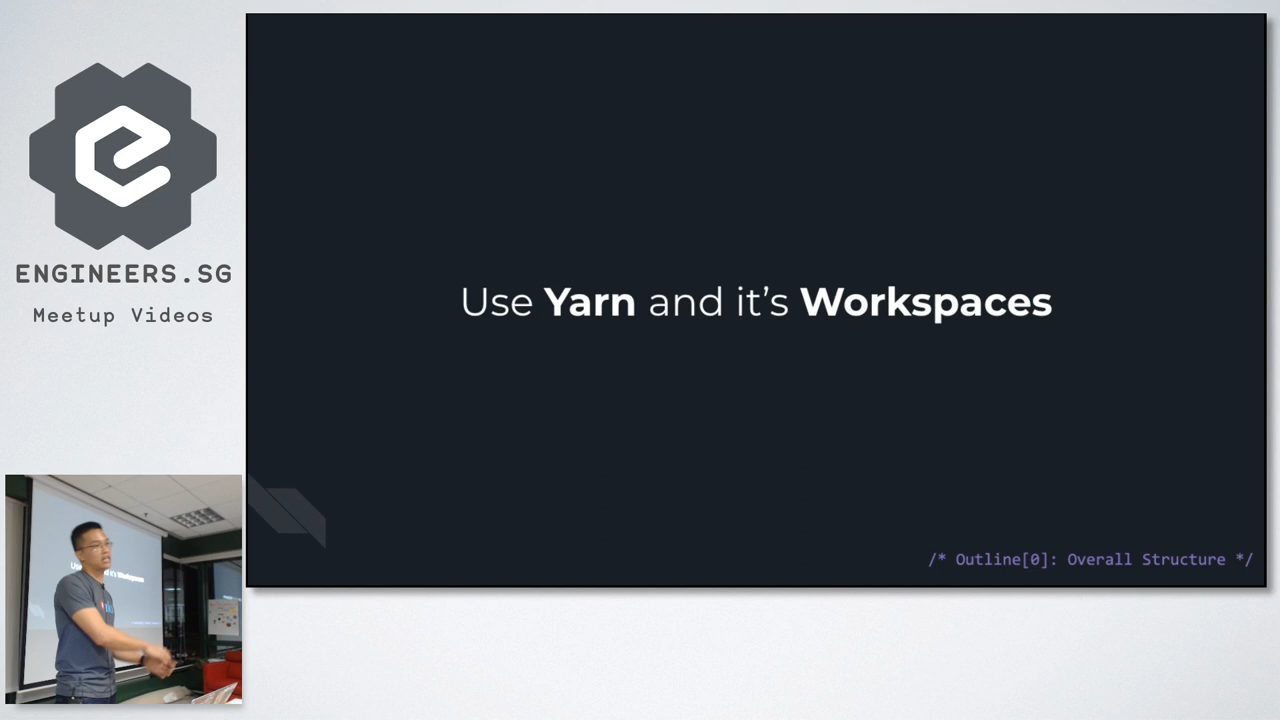 ENGINEERS.SG
Meetup Videos
Use Yarn and it’s Workspaces
/* Outline[0]: Overall Structure */